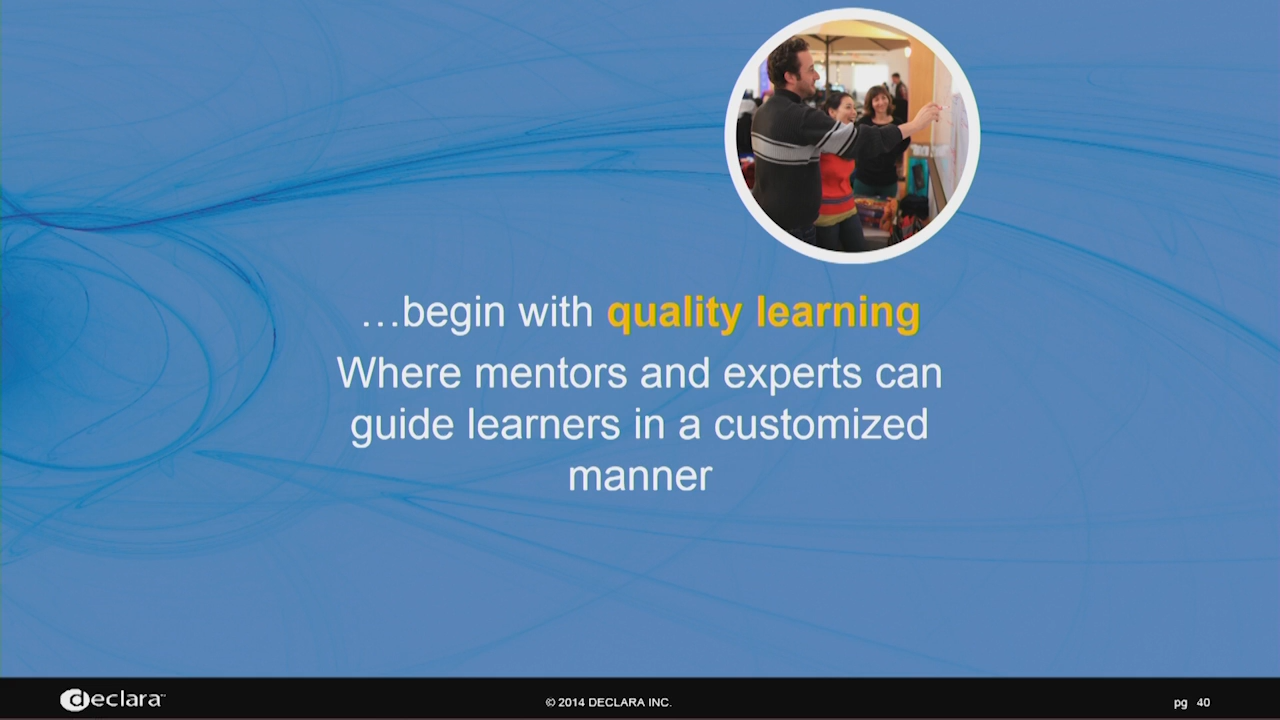 …begin with quality learning
Where mentors and experts can
guide learners in a customized
manner
declara™
© 2014 DECLARA INC.
pg 40